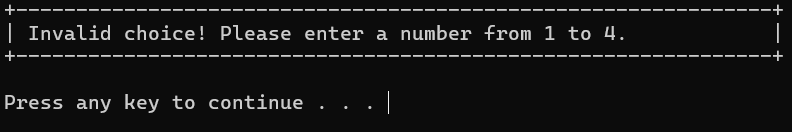 +---------------------------------------------------------------+
| Invalid choice! Please enter a number from 1 to 4.            |
+---------------------------------------------------------------+
Press any key to continue . . .